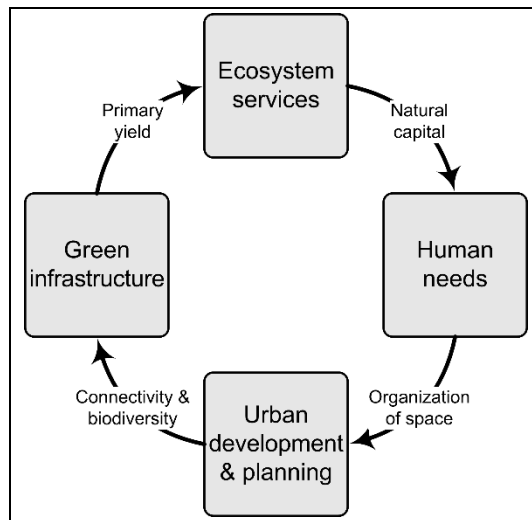 Ecosystem
services
Primary
yield
Natural
capital
Green
infrastructure
Human
needs
Connectivity &
biodiversity
Organization
of space
Urban
development
& planning